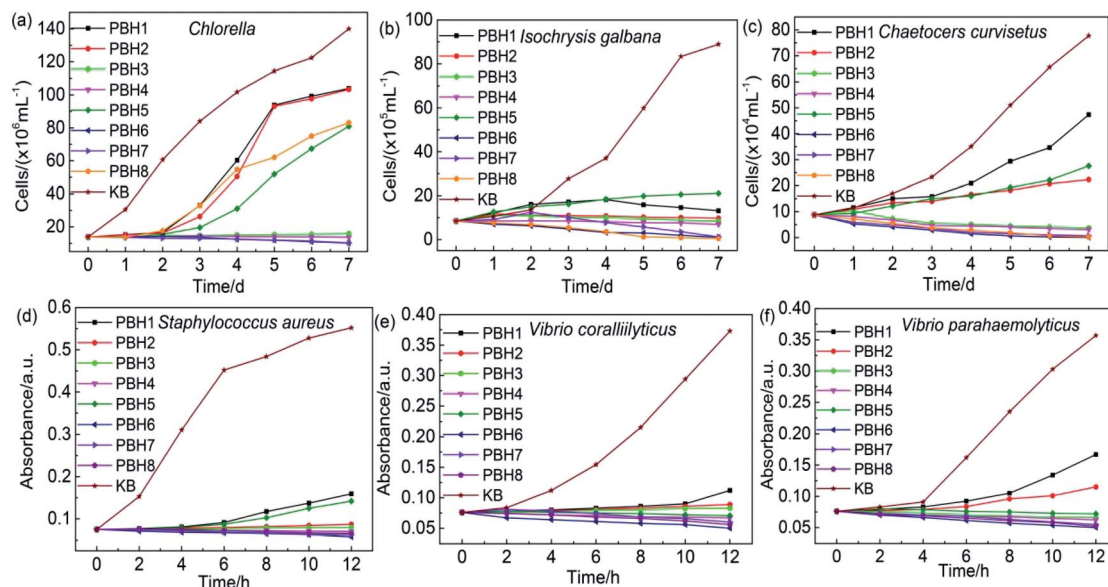 (a)
Chlorella
Cells/(x10⁶mL⁻¹)
140
120
100
80
60
40
20
PBH1
PBH2
PBH3
PBH4
PBH5
PBH6
PBH7
PBH8
KB
0 1 2 3 4 5 6 7
Time/d
(b)
Isochrysis galbana
Cells/(x10⁵mL⁻¹)
100
80
60
40
20
0
PBH1
PBH2
PBH3
PBH4
PBH5
PBH6
PBH7
PBH8
KB
0 1 2 3 4 5 6 7
Time/d
(c)
Chaetocers curvisetus
Cells/(x10⁴mL⁻¹)
80
70
60
50
40
30
20
10
0
PBH1
PBH2
PBH3
PBH4
PBH5
PBH6
PBH7
PBH8
KB
0 1 2 3 4 5 6 7
Time/d
(d)
Staphylococcus aureus
Absorbance/a.u.
0.6
0.5
0.4
0.3
0.2
0.1
PBH1
PBH2
PBH3
PBH4
PBH5
PBH6
PBH7
PBH8
KB
0 2 4 6 8 10 12
Time/h
(e)
Vibrio coralliilyticus
Absorbance/a.u.
0.40
0.35
0.30
0.25
0.20
0.15
0.10
0.05
PBH1
PBH2
PBH3
PBH4
PBH5
PBH6
PBH7
PBH8
KB
0 2 4 6 8 10 12
Time/h
(f)
Vibrio parahaemolyticus
Absorbance/a.u.
0.40
0.35
0.30
0.25
0.20
0.15
0.10
0.05
PBH1
PBH2
PBH3
PBH4
PBH5
PBH6
PBH7
PBH8
KB
0 2 4 6 8 10 12
Time/h